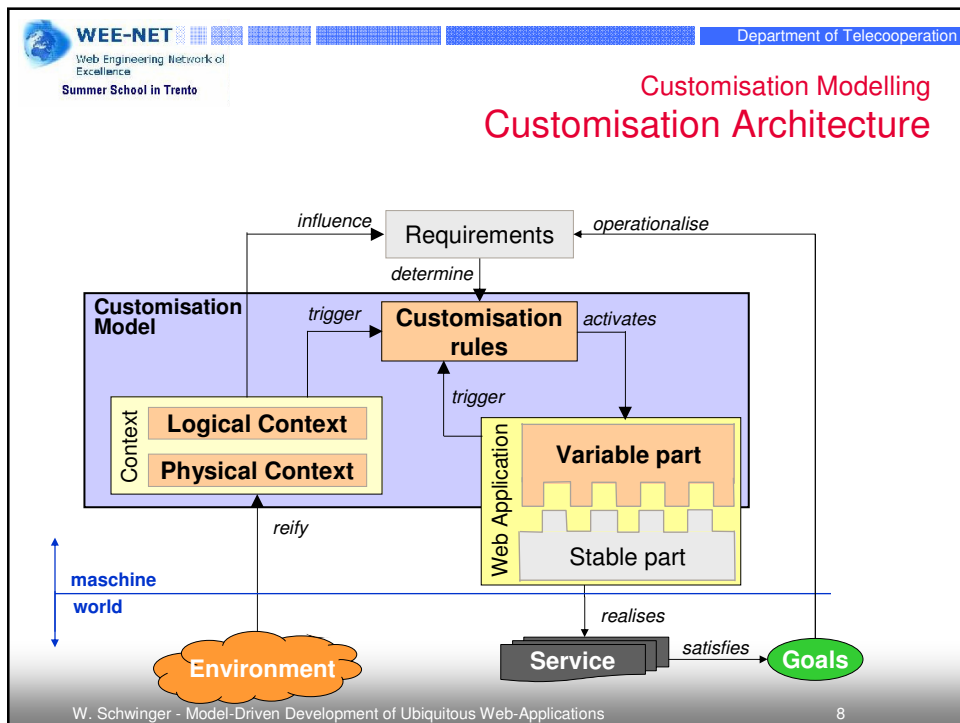 WEE-NET
Web Engineering Network of
Excellence
Summer School in Trento
Department of Telecooperation
Customisation Modelling
Customisation Architecture
influence
Requirements
operationalise
determine
Customisation
Model
trigger
Customisation
rules
activates
trigger
Context
Logical Context
Physical Context
Web Application
Variable part
Stable part
reify
maschine
world
realises
Environment
Service
satisfies
Goals
W. Schwinger - Model-Driven Development of Ubiquitous Web-Applications
8